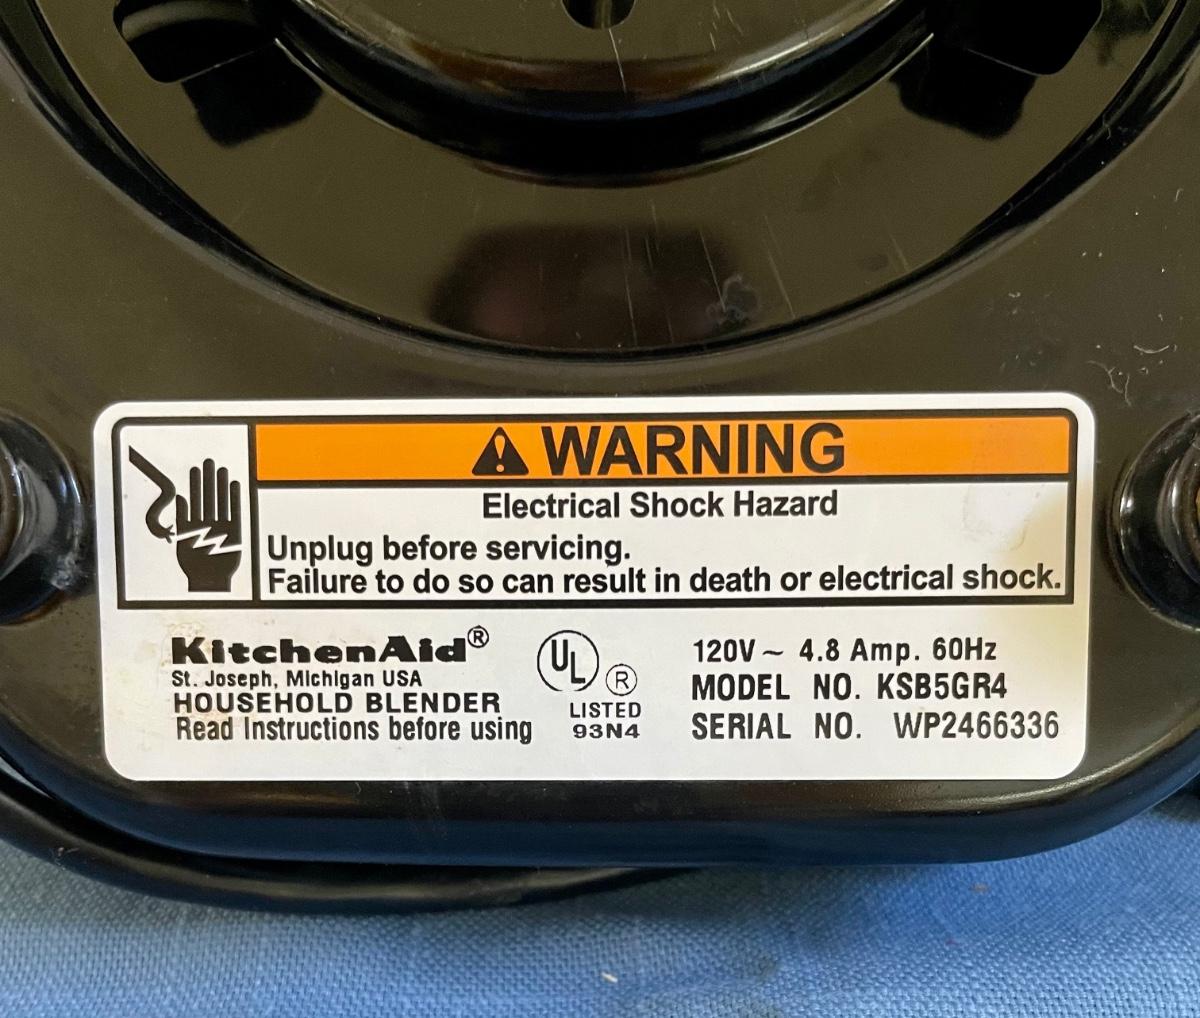 WARNING
Electrical Shock Hazard
Unplug before servicing.
Failure to do so can result in death or electrical shock.
KitchenAid®
St. Joseph, Michigan USA
HOUSEHOLD BLENDER
Read Instructions before using
UL ®
LISTED
93N4
120V~ 4.8 Amp. 60Hz
MODEL NO. KSB5GR4
SERIAL NO. WP2466336